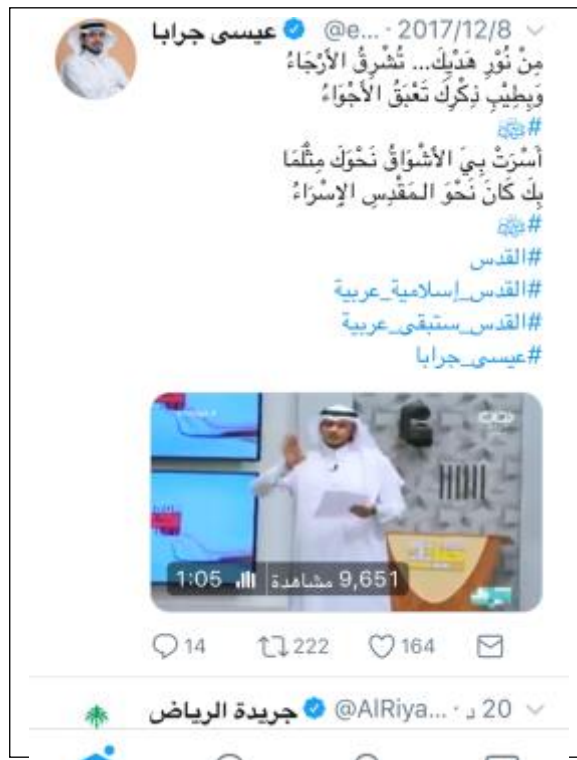 عيسى جرابا @e... · 2017/12/8
مِنْ نُوْرِ هَدْيِكَ... تُشْرِقُ الأَرْجَاءُ
وَبِطِيْبِ ذِكْرِكَ تَعْبَقُ الأَجْوَاءُ
#ﷺ
أَسْرَتْ بِيَ الأَشْوَاقُ نَحْوَكَ مِثْلَمَا
بِكَ كَانَ نَحْوَ المَقْدِسِ الإِسْرَاءُ
#ﷺ
#القدس
#القدس_إسلامية_عربية
#القدس_ستبقى_عربية
#عيسى_جرابا
9,651 مشاهدة 1:05
14 222 164
جريدة الرياض @AlRiya... · 20 د